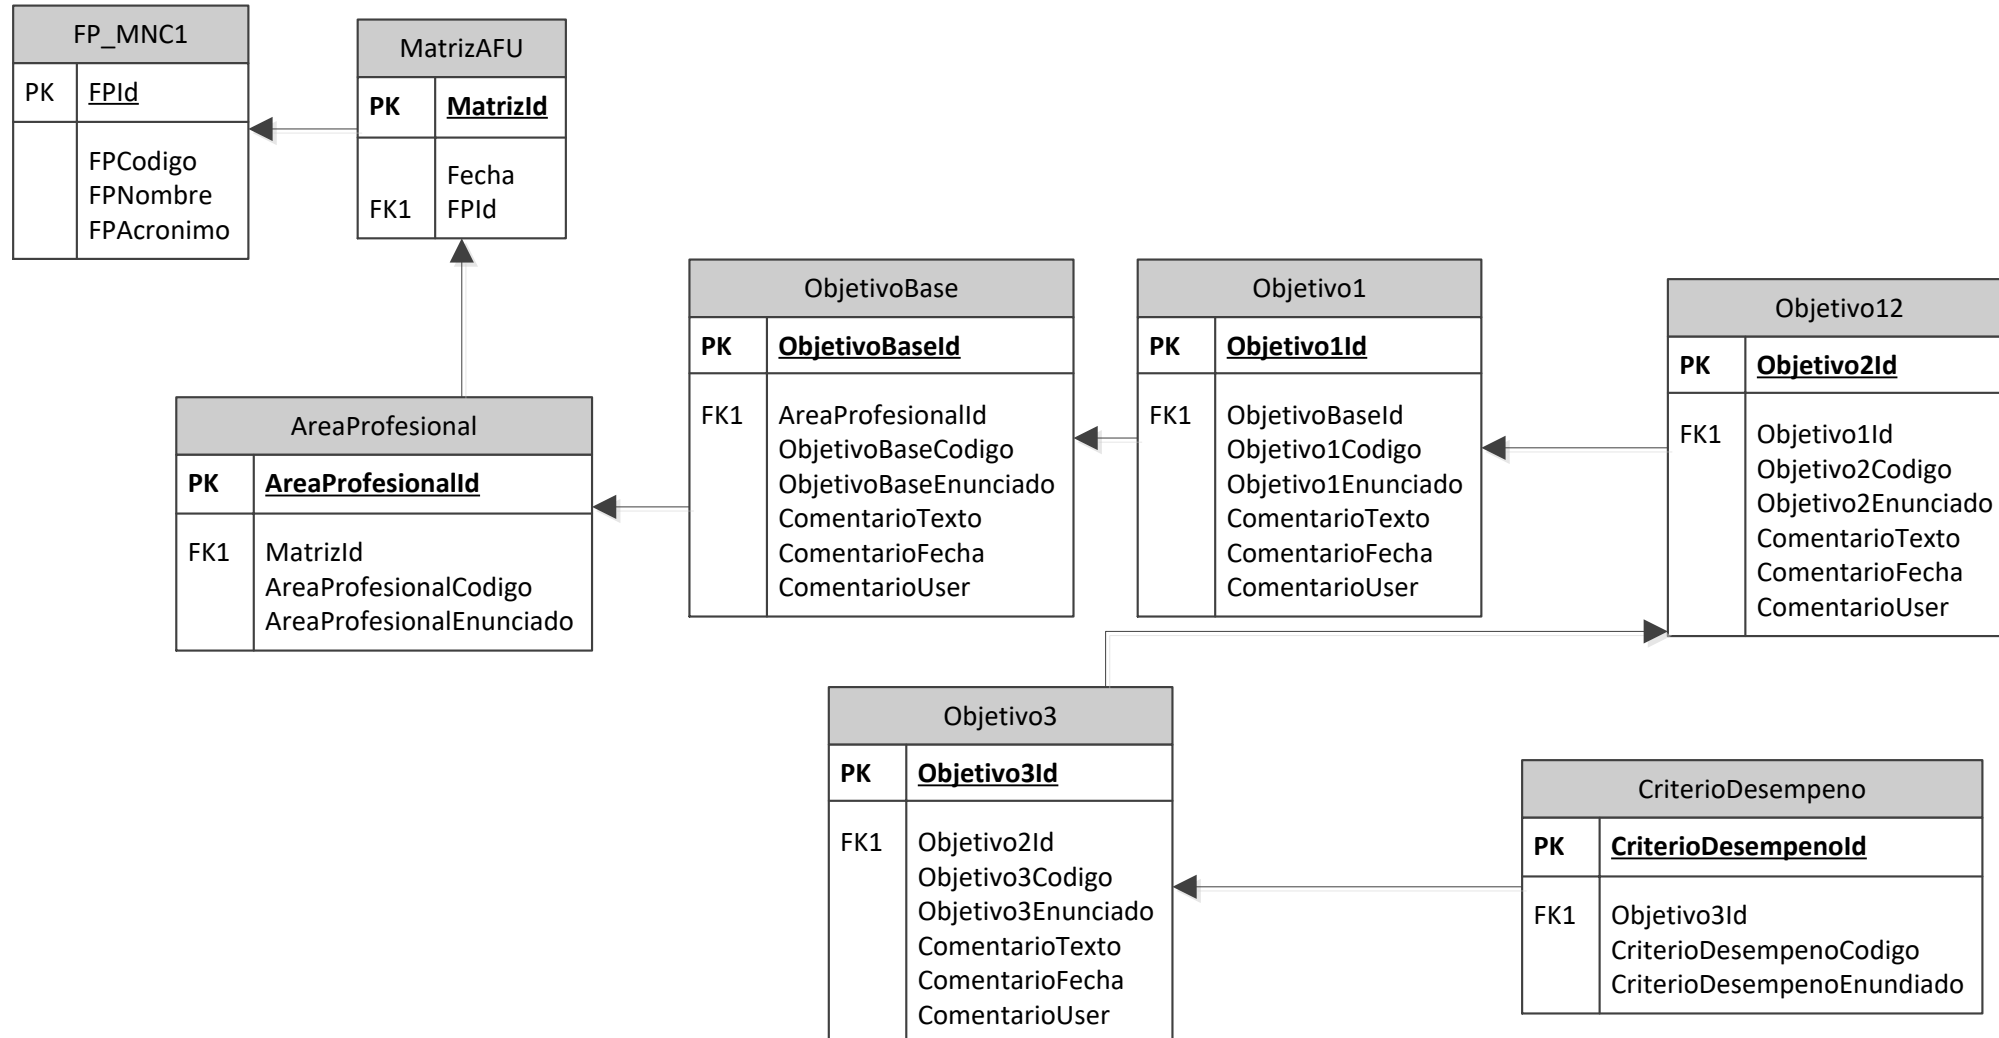 FP_MNC1
PK FPId
FPCodigo
FPNombre
FPAcronimo
MatrizAFU
PK MatrizId
Fecha
FK1 FPId
AreaProfesional
PK AreaProfesionalId
FK1 MatrizId
AreaProfesionalCodigo
AreaProfesionalEnunciado
ObjetivoBase
PK ObjetivoBaseId
FK1 AreaProfesionalId
ObjetivoBaseCodigo
ObjetivoBaseEnunciado
ComentarioTexto
ComentarioFecha
ComentarioUser
Objetivo1
PK Objetivo1Id
FK1 ObjetivoBaseId
Objetivo1Codigo
Objetivo1Enunciado
ComentarioTexto
ComentarioFecha
ComentarioUser
Objetivo12
PK Objetivo2Id
FK1 Objetivo1Id
Objetivo2Codigo
Objetivo2Enunciado
ComentarioTexto
ComentarioFecha
ComentarioUser
Objetivo3
PK Objetivo3Id
FK1 Objetivo2Id
Objetivo3Codigo
Objetivo3Enunciado
ComentarioTexto
ComentarioFecha
ComentarioUser
CriterioDesempeno
PK CriterioDesempenoId
FK1 Objetivo3Id
CriterioDesempenoCodigo
CriterioDesempenoEnundiado